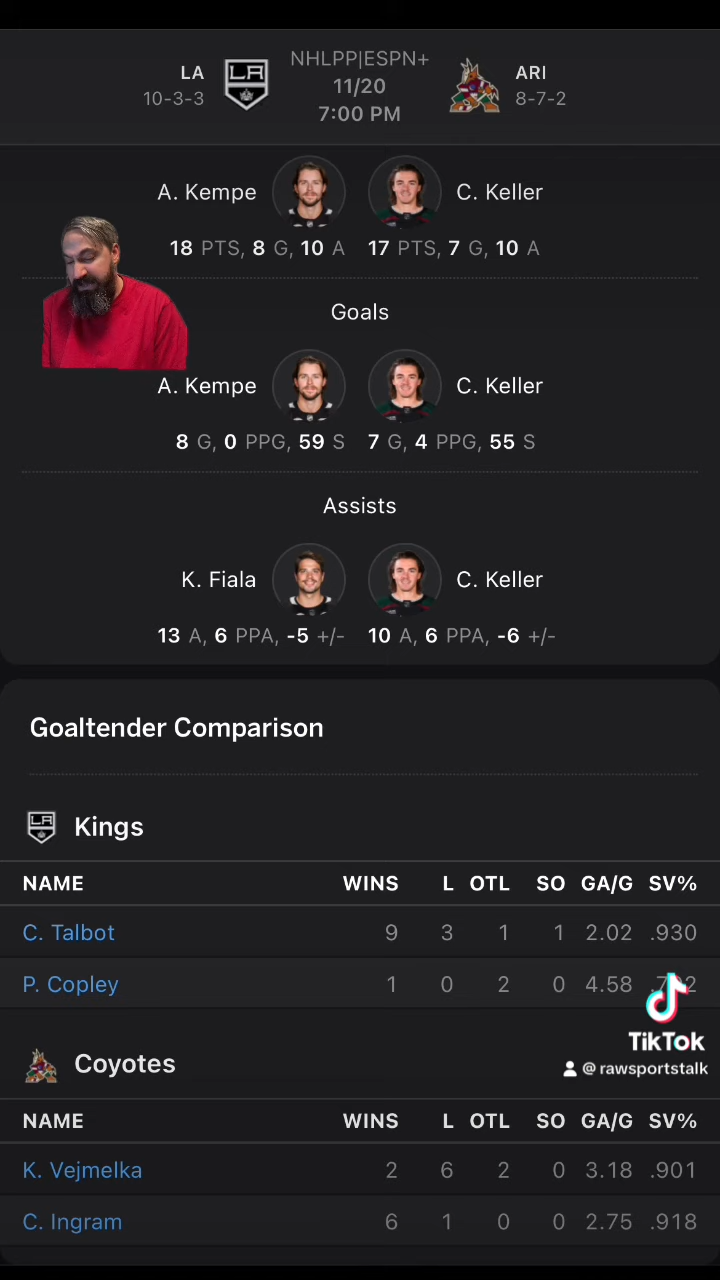 NHLPP|ESPN+
LA ARI
11/20
10-3-3 8-7-2
7:00 PM
A. Kempe C. Keller
18 PTS, 8 G, 10 A 17 PTS, 7 G, 10 A
Goals
A. Kempe C. Keller
8 G, 0 PPG, 59 S 7 G, 4 PPG, 55 S
Assists
K. Fiala C. Keller
13 A, 6 PPA, -5 +/- 10 A, 6 PPA, -6 +/-
Goaltender Comparison
LA Kings
NAME WINS L OTL SO GA/G SV%
C. Talbot 9 3 1 1 2.02 .930
P. Copley 1 0 2 0 4.58
TikTok
@rawsportstalk
Coyotes
NAME WINS L OTL SO GA/G SV%
K. Vejmelka 2 6 2 0 3.18 .901
C. Ingram 6 1 0 0 2.75 .918